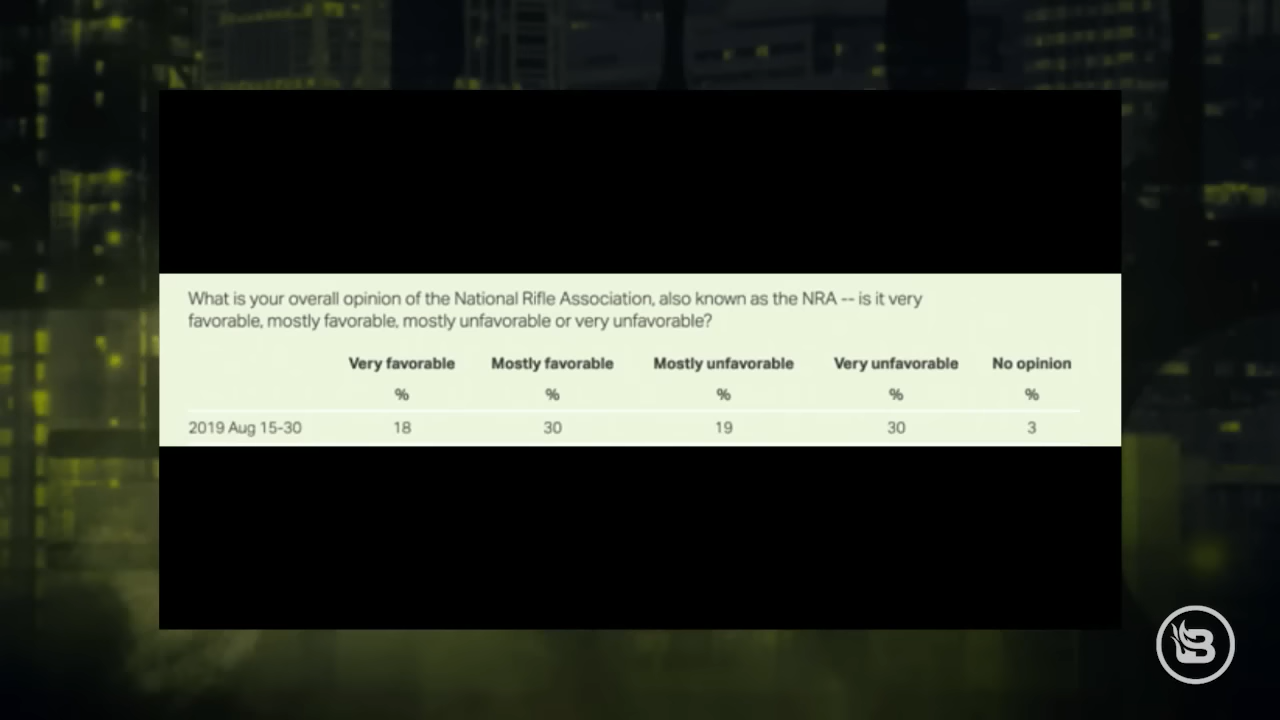 What is your overall opinion of the National Rifle Association, also known as the NRA -- is it very
favorable, mostly favorable, mostly unfavorable or very unfavorable?
Very favorable Mostly favorable Mostly unfavorable Very unfavorable No opinion
% % % % %
2019 Aug 15-30 18 30 19 30 3
B